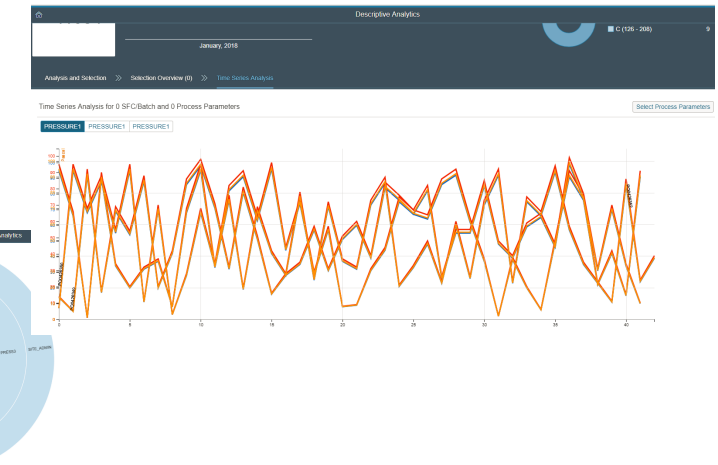 Descriptive Analytics
C (126 - 208) 9
January, 2018
Analysis and Selection >> Selection Overview (0) >> Time Series Analysis
Time Series Analysis for 0 SFC/Batch and 0 Process Parameters
Select Process Parameters
PRESSURE1 PRESSURE1 PRESSURE1
0 5 10 15 20 25 30 35 40
Analytics
SITE_ADMIN